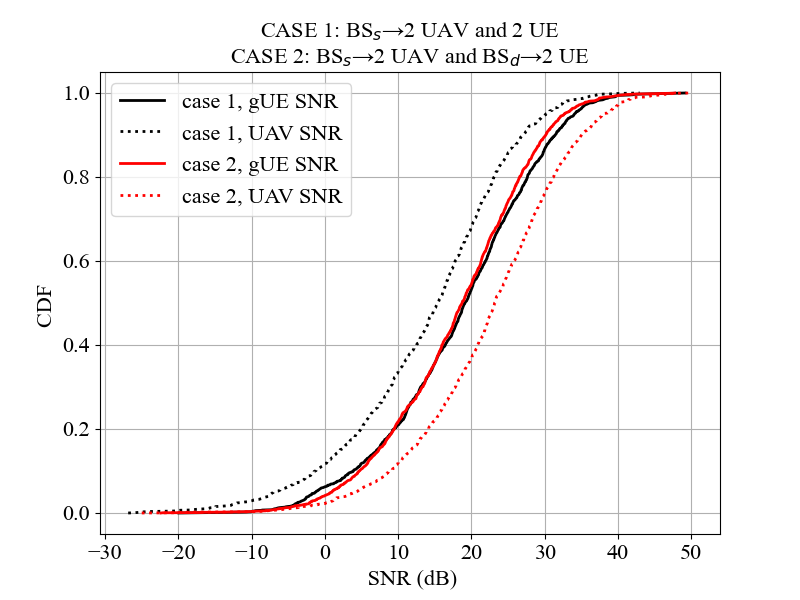 CASE 1: BSₛ→2 UAV and 2 UE
CASE 2: BSₛ→2 UAV and BS_d→2 UE
1.0
0.8
0.6
0.4
0.2
0.0
CDF
case 1, gUE SNR
case 1, UAV SNR
case 2, gUE SNR
case 2, UAV SNR
−30 −20 −10 0 10 20 30 40 50
SNR (dB)